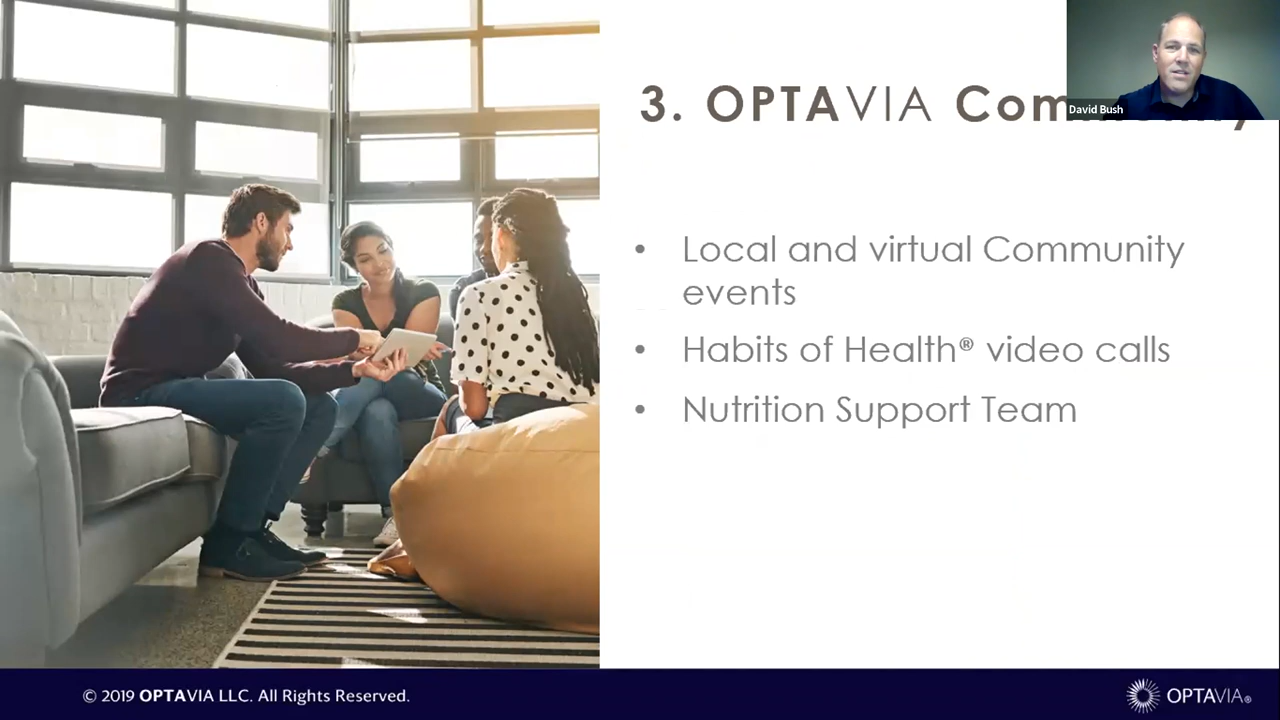 3. OPTAVIA Com
David Bush
• Local and virtual Community
events
• Habits of Health® video calls
• Nutrition Support Team
© 2019 OPTAVIA LLC. All Rights Reserved.
OPTAVIA®